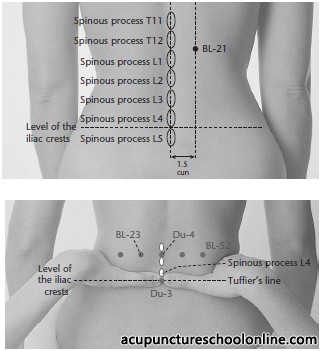 Spinous process T11
Spinous process T12
BL-21
Spinous process L1
Spinous process L2
Spinous process L3
Spinous process L4
Level of the
iliac crests
Spinous process L5
1.5
cun
BL-23
Du-4
BL-52
Spinous process L4
Level of
the iliac
crests
Tuffier's line
Du-3
acupunctureschoolonline.com